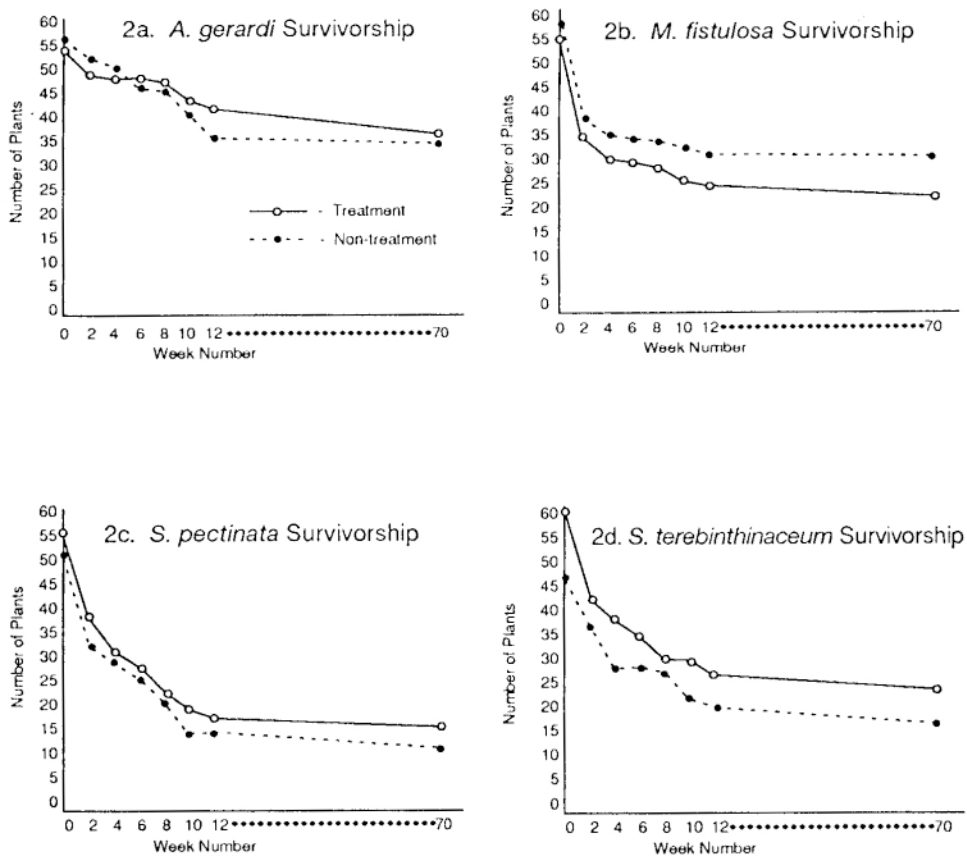 2a. A. gerardi Survivorship
Number of Plants
60
55
50
45
40
35
30
25
20
15
10
5
0
Treatment
Non-treatment
0 2 4 6 8 10 12 70
Week Number
2b. M. fistulosa Survivorship
Number of Plants
60
55
50
45
40
35
30
25
20
15
10
5
0
0 2 4 6 8 10 12 70
Week Number
2c. S. pectinata Survivorship
Number of Plants
60
55
50
45
40
35
30
25
20
15
10
5
0
0 2 4 6 8 10 12 70
Week Number
2d. S. terebinthinaceum Survivorship
Number of Plants
60
55
50
45
40
35
30
25
20
15
10
5
0
0 2 4 6 8 10 12 70
Week Number